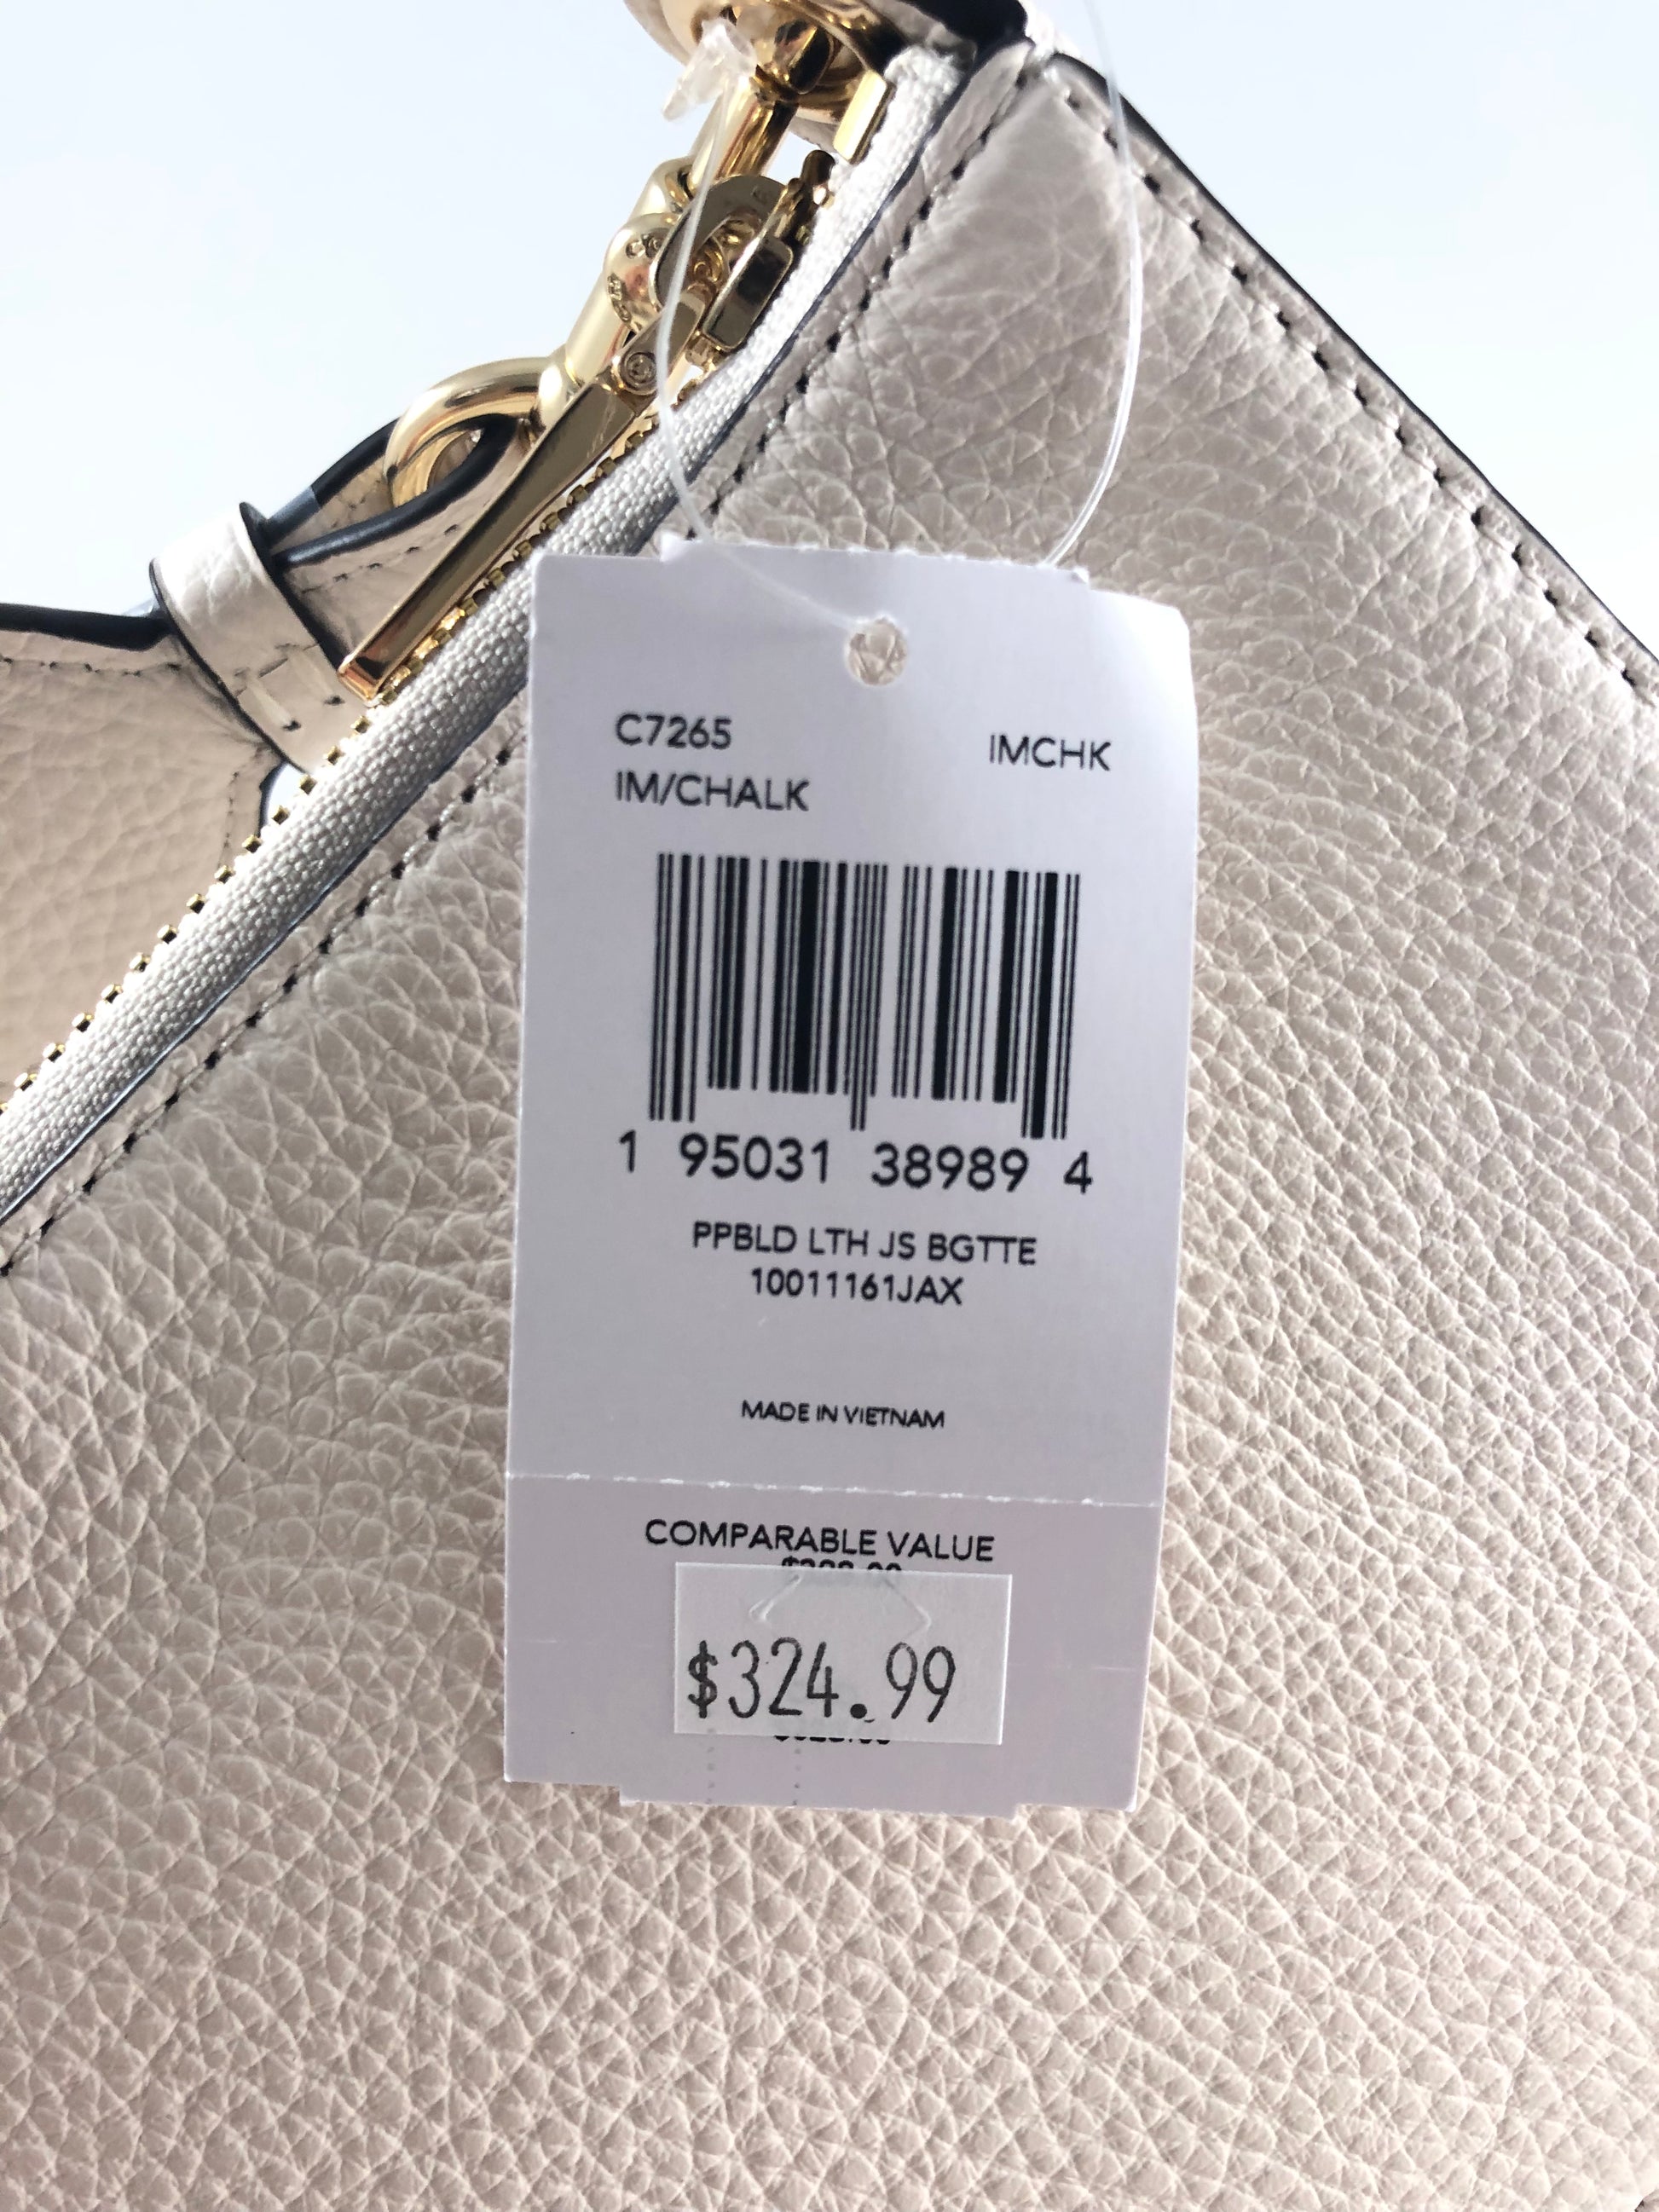 C7265 IMCHK
IM/CHALK
1 95031 38989 4
PPBLD LTH JS BGTTE
10011161JAX
MADE IN VIETNAM
COMPARABLE VALUE
$324.99